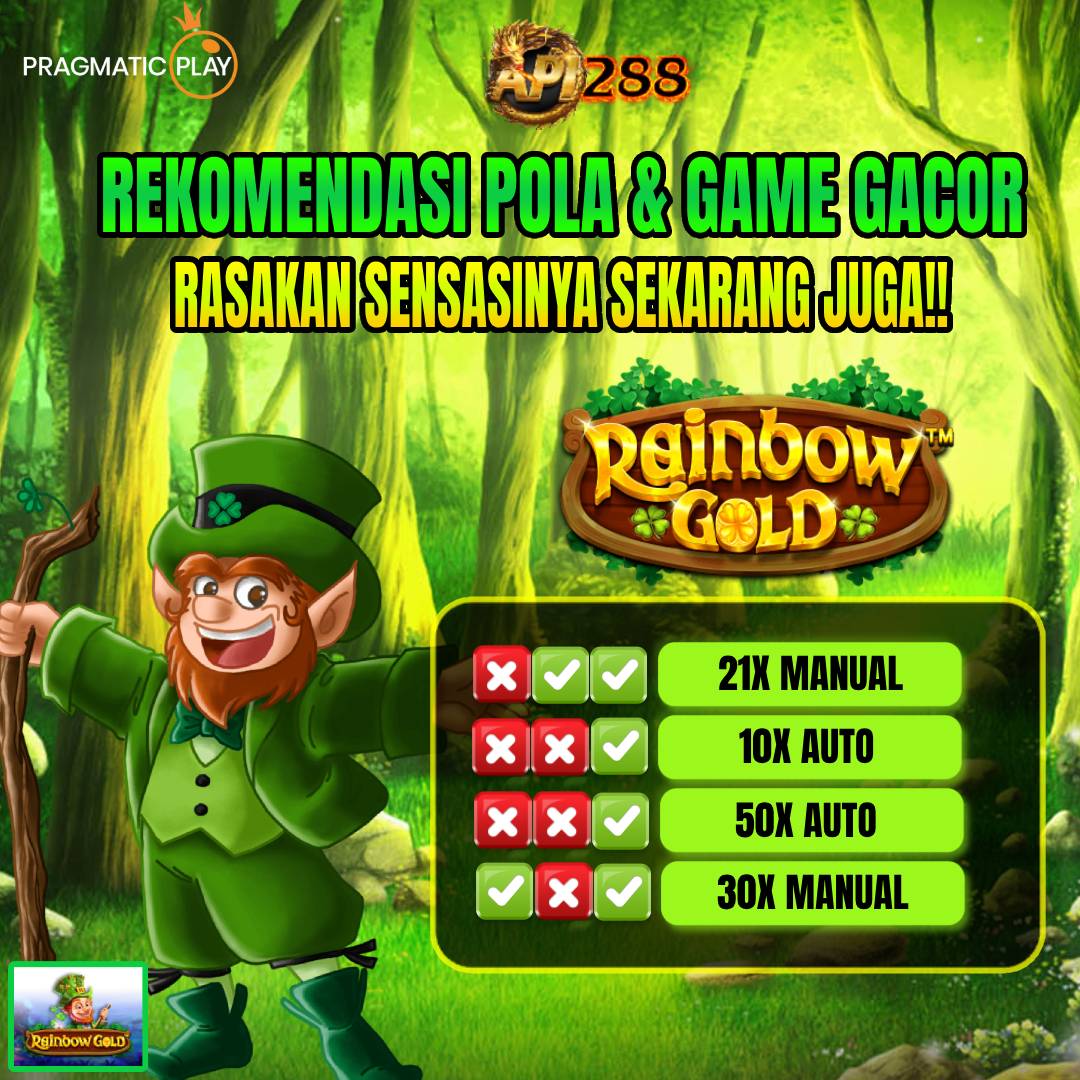 PRAGMATIC PLAY
API288
REKOMENDASI POLA & GAME GACOR
RASAKAN SENSASINYA SEKARANG JUGA!!
Rainbow™
GOLD
21X MANUAL
10X AUTO
50X AUTO
30X MANUAL
Rainbow GOLD